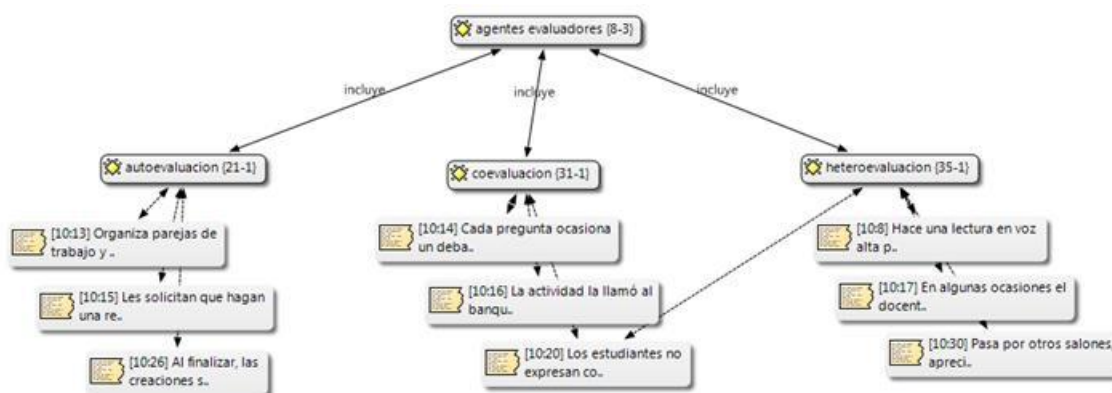 agentes evaluadores {8-3}
incluye
incluye
incluye
autoevaluacion {21-1}
coevaluacion {31-1}
heteroevaluacion {35-1}
[10:13] Organiza parejas de
trabajo y ..
[10:14] Cada pregunta ocasiona
un deba..
[10:8] Hace una lectura en voz
alta p..
[10:15] Les solicitan que hagan
una re..
[10:16] La actividad la llamó al
banqu..
[10:17] En algunas ocasiones el
docent..
[10:26] Al finalizar, las
creaciones s..
[10:20] Los estudiantes no
expresan co..
[10:30] Pasa por otros salones,
apreci..